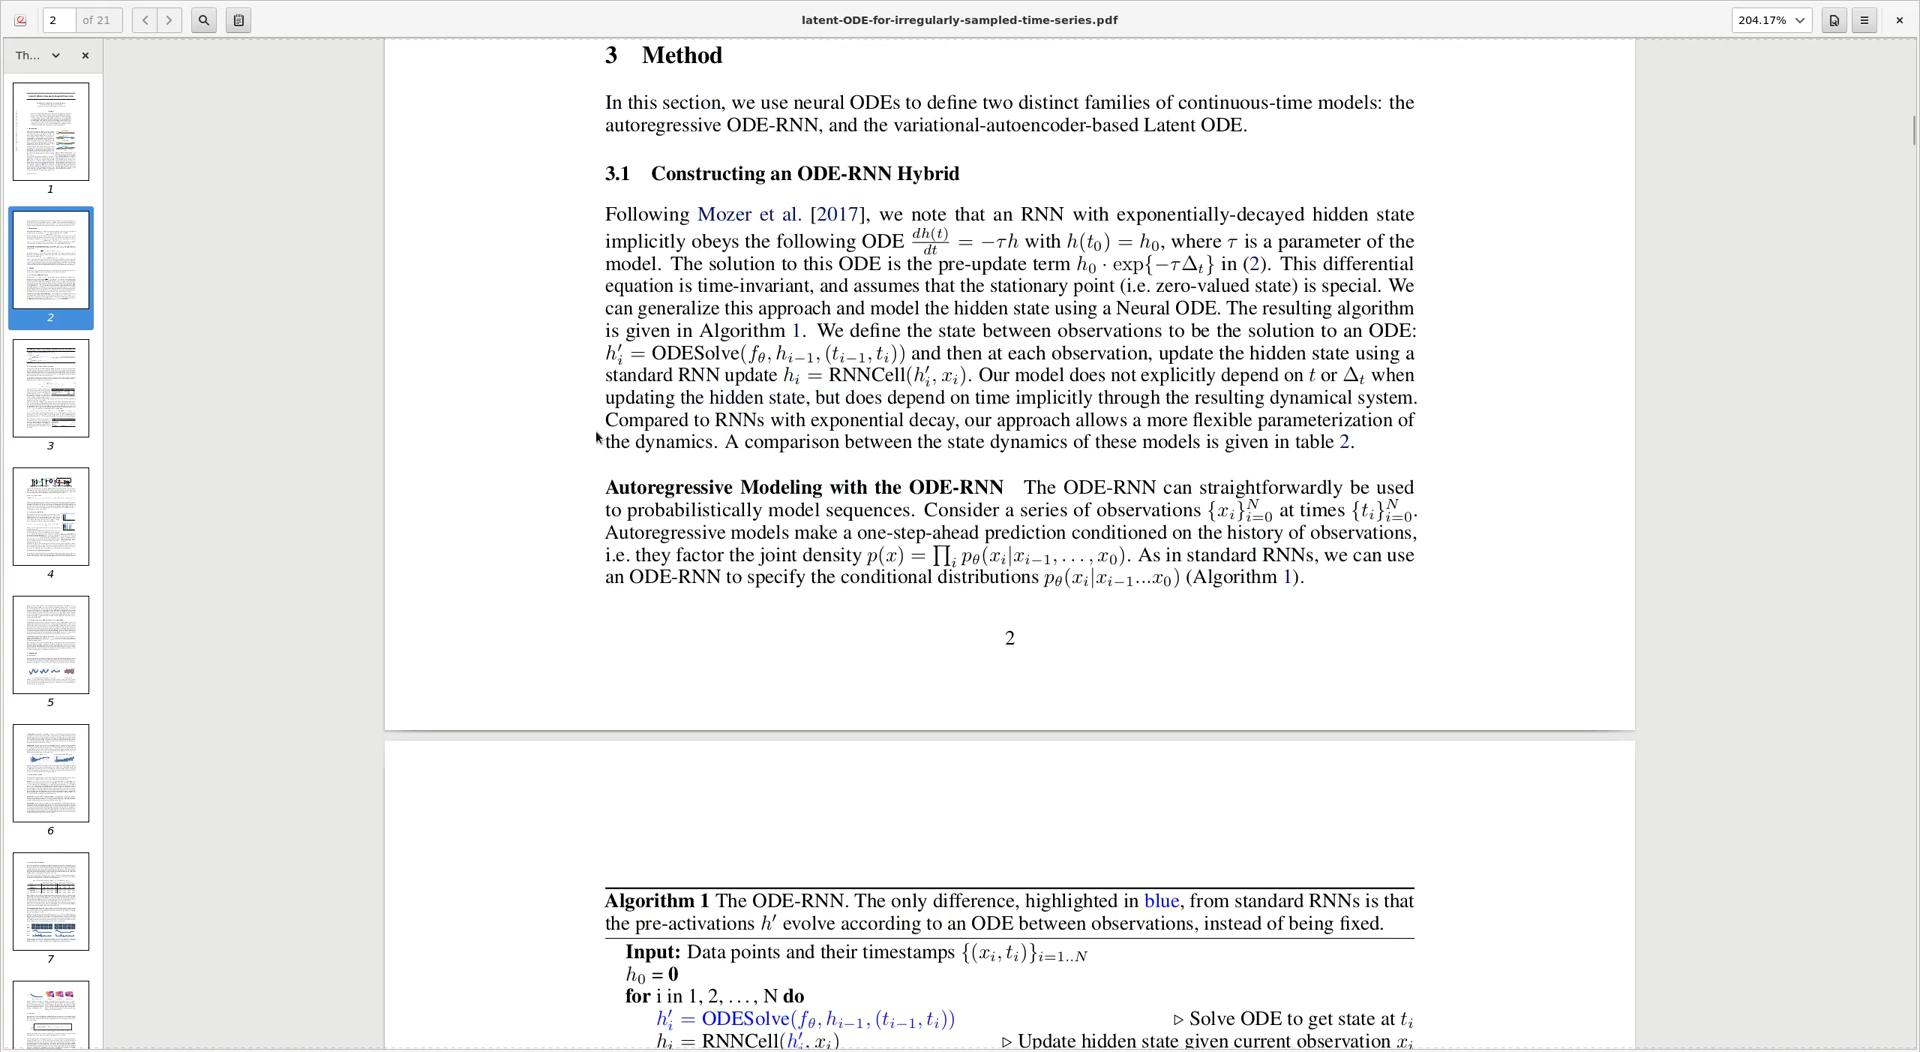 2 of 21
latent-ODE-for-irregularly-sampled-time-series.pdf
204.17%
Th...
1
2
3
4
5
6
7
3 Method
In this section, we use neural ODEs to define two distinct families of continuous-time models: the
autoregressive ODE-RNN, and the variational-autoencoder-based Latent ODE.
3.1 Constructing an ODE-RNN Hybrid
Following Mozer et al. [2017], we note that an RNN with exponentially-decayed hidden state
implicitly obeys the following ODE dh(t)/dt = −τh with h(t₀) = h₀, where τ is a parameter of the
model. The solution to this ODE is the pre-update term h₀ · exp{−τΔₜ} in (2). This differential
equation is time-invariant, and assumes that the stationary point (i.e. zero-valued state) is special. We
can generalize this approach and model the hidden state using a Neural ODE. The resulting algorithm
is given in Algorithm 1. We define the state between observations to be the solution to an ODE:
h′ᵢ = ODESolve(f_θ, hᵢ₋₁, (tᵢ₋₁, tᵢ)) and then at each observation, update the hidden state using a
standard RNN update hᵢ = RNNCell(h′ᵢ, xᵢ). Our model does not explicitly depend on t or Δₜ when
updating the hidden state, but does depend on time implicitly through the resulting dynamical system.
Compared to RNNs with exponential decay, our approach allows a more flexible parameterization of
the dynamics. A comparison between the state dynamics of these models is given in table 2.
Autoregressive Modeling with the ODE-RNN The ODE-RNN can straightforwardly be used
to probabilistically model sequences. Consider a series of observations {xᵢ}ᴺᵢ₌₀ at times {tᵢ}ᴺᵢ₌₀.
Autoregressive models make a one-step-ahead prediction conditioned on the history of observations,
i.e. they factor the joint density p(x) = ∏ᵢ p_θ(xᵢ|xᵢ₋₁, . . . , x₀). As in standard RNNs, we can use
an ODE-RNN to specify the conditional distributions p_θ(xᵢ|xᵢ₋₁...x₀) (Algorithm 1).
2
Algorithm 1 The ODE-RNN. The only difference, highlighted in blue, from standard RNNs is that
the pre-activations h′ evolve according to an ODE between observations, instead of being fixed.
Input: Data points and their timestamps {(xᵢ, tᵢ)}ᵢ₌₁..N
h₀ = 0
for i in 1, 2, . . . , N do
h′ᵢ = ODESolve(f_θ, hᵢ₋₁, (tᵢ₋₁, tᵢ)) ▷ Solve ODE to get state at tᵢ
hᵢ = RNNCell(h′ᵢ, xᵢ) ▷ Update hidden state given current observation xᵢ